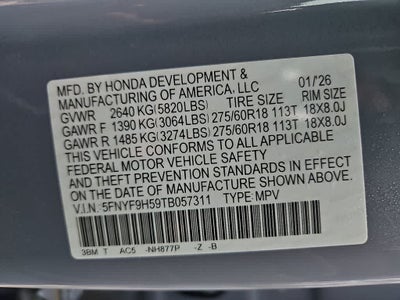 MFD. BY HONDA DEVELOPMENT &
MANUFACTURING OF AMERICA, LLC 01/'26
GVWR 2640 KG(5820LBS) TIRE SIZE RIM SIZE
GAWR F 1390 KG(3064LBS) 275/60R18 113T 18X8.0J
GAWR R 1485 KG(3274LBS) 275/60R18 113T 18X8.0J
THIS VEHICLE CONFORMS TO ALL APPLICABLE
FEDERAL MOTOR VEHICLE SAFETY
AND THEFT PREVENTION STANDARDS IN EFFECT
ON THE DATE OF MANUFACTURE SHOWN ABOVE.
V.I.N: 5FNYF9H59TB057311 TYPE: MPV
3BM T AC5 -NH877P -Z -B